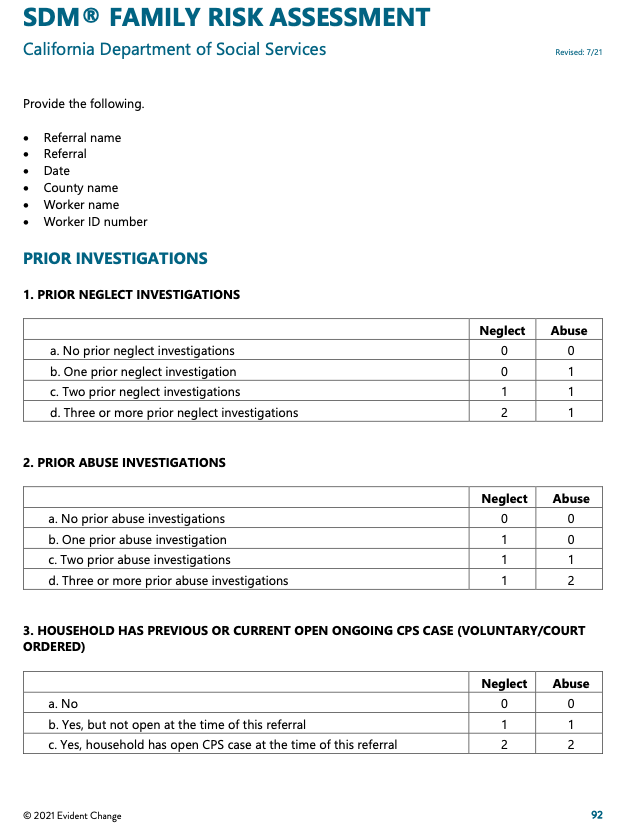 SDM® FAMILY RISK ASSESSMENT
California Department of Social Services
Revised: 7/21
Provide the following.
• Referral name
• Referral
• Date
• County name
• Worker name
• Worker ID number
PRIOR INVESTIGATIONS
1. PRIOR NEGLECT INVESTIGATIONS
Neglect Abuse
a. No prior neglect investigations 0 0
b. One prior neglect investigation 0 1
c. Two prior neglect investigations 1 1
d. Three or more prior neglect investigations 2 1
2. PRIOR ABUSE INVESTIGATIONS
Neglect Abuse
a. No prior abuse investigations 0 0
b. One prior abuse investigation 1 0
c. Two prior abuse investigations 1 1
d. Three or more prior abuse investigations 1 2
3. HOUSEHOLD HAS PREVIOUS OR CURRENT OPEN ONGOING CPS CASE (VOLUNTARY/COURT
ORDERED)
Neglect Abuse
a. No 0 0
b. Yes, but not open at the time of this referral 1 1
c. Yes, household has open CPS case at the time of this referral 2 2
© 2021 Evident Change
92